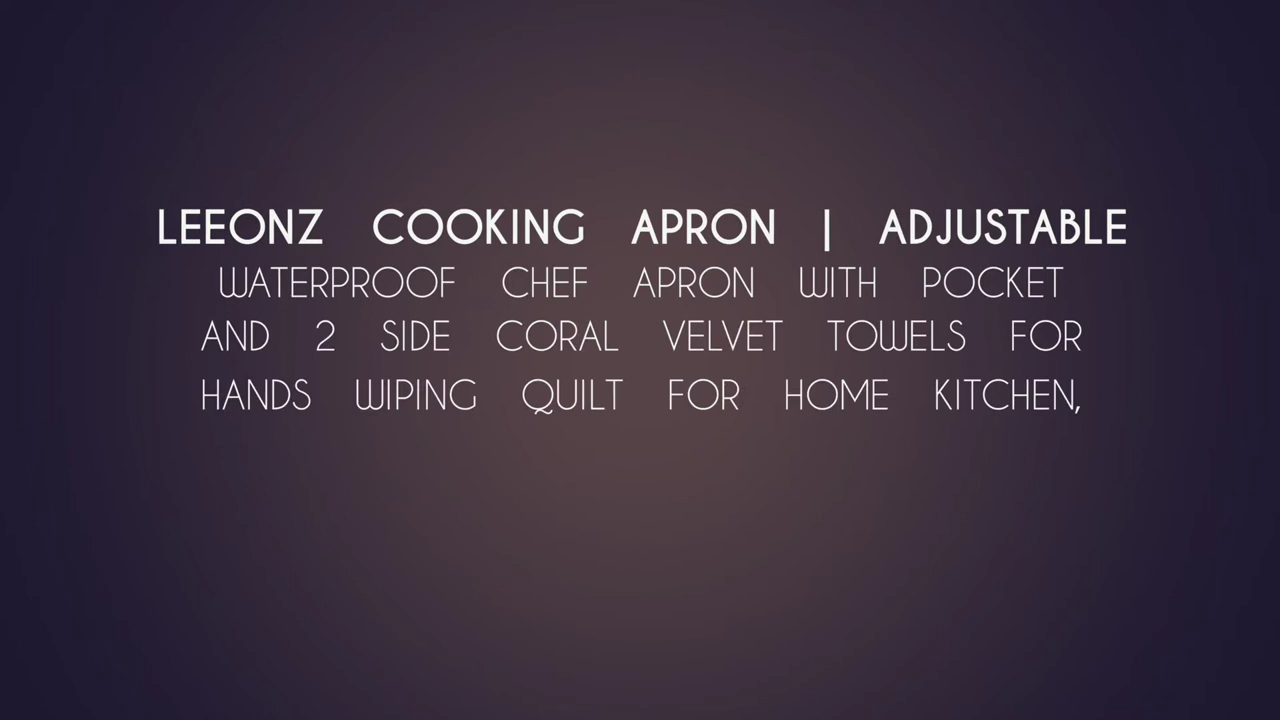 LEEONZ COOKING APRON | ADJUSTABLE
WATERPROOF CHEF APRON WITH POCKET
AND 2 SIDE CORAL VELVET TOWELS FOR
HANDS WIPING QUILT FOR HOME KITCHEN,